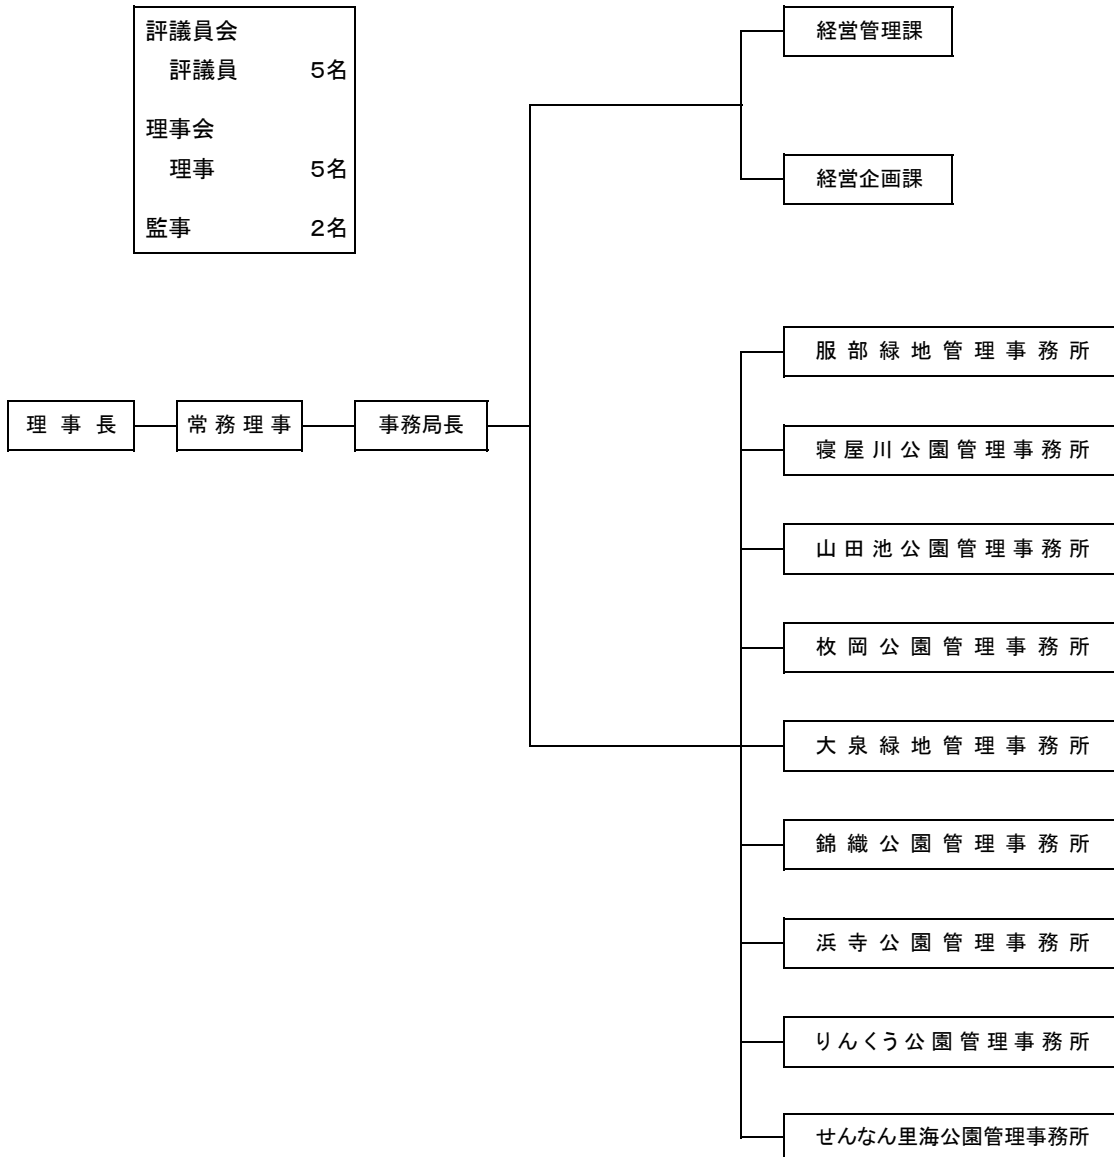 評議員会
評議員 5名
理事会
理事 5名
監事 2名
経営管理課
経営企画課
理事長
常務理事
事務局長
服部緑地管理事務所
寝屋川公園管理事務所
山田池公園管理事務所
枚岡公園管理事務所
大泉緑地管理事務所
錦織公園管理事務所
浜寺公園管理事務所
りんくう公園管理事務所
せんなん里海公園管理事務所